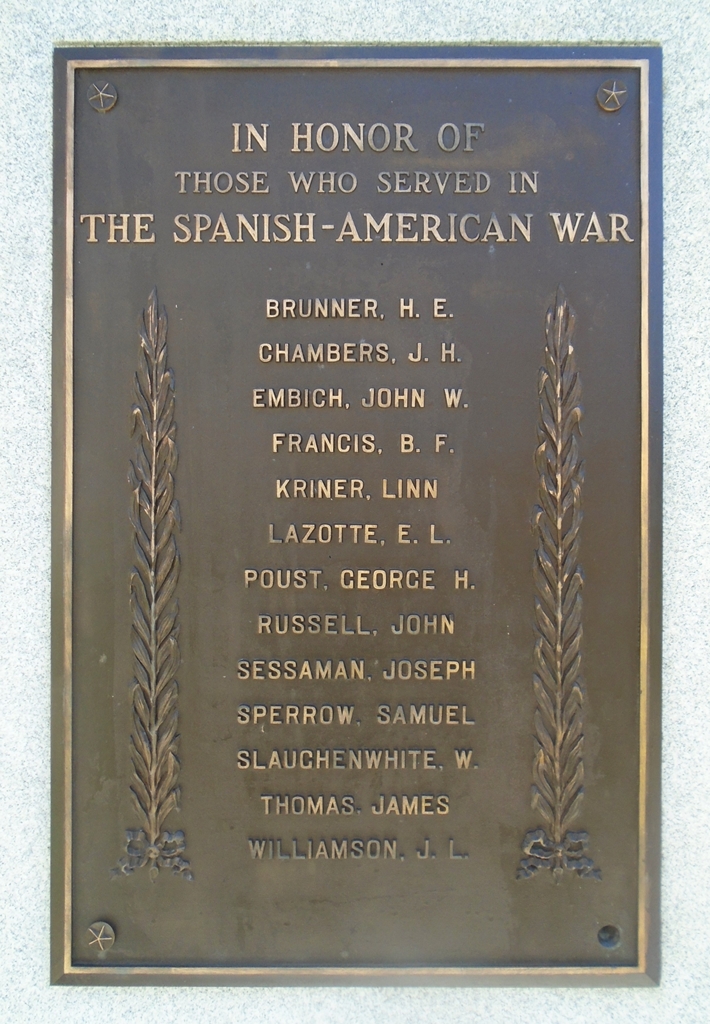 IN HONOR OF
THOSE WHO SERVED IN
THE SPANISH-AMERICAN WAR
BRUNNER, H. E.
CHAMBERS, J. H.
EMBICH, JOHN W.
FRANCIS, B. F.
KRINER, LINN
LAZOTTE, E. L.
POUST, GEORGE H.
RUSSELL, JOHN
SESSAMAN, JOSEPH
SPERROW, SAMUEL
SLAUGHENWHITE, W.
THOMAS, JAMES
WILLIAMSON, J. L.